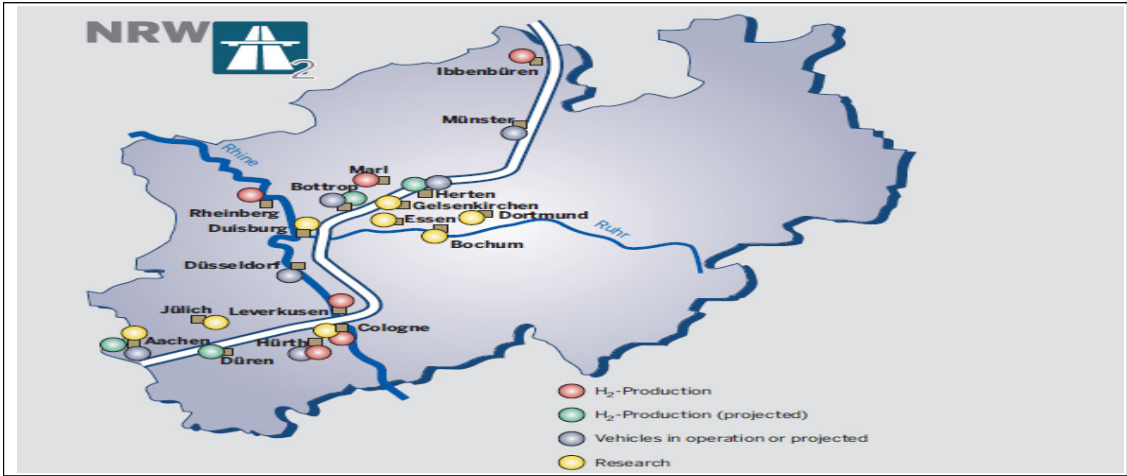 NRW
2
Ibbenbüren
Münster
Rhine
Marl
Bottrop
Herten
Rheinberg
Gelsenkirchen
Duisburg
Essen
Dortmund
Ruhr
Bochum
Düsseldorf
Jülich
Leverkusen
Cologne
Aachen
Hürth
Düren
H₂-Production
H₂-Production (projected)
Vehicles in operation or projected
Research